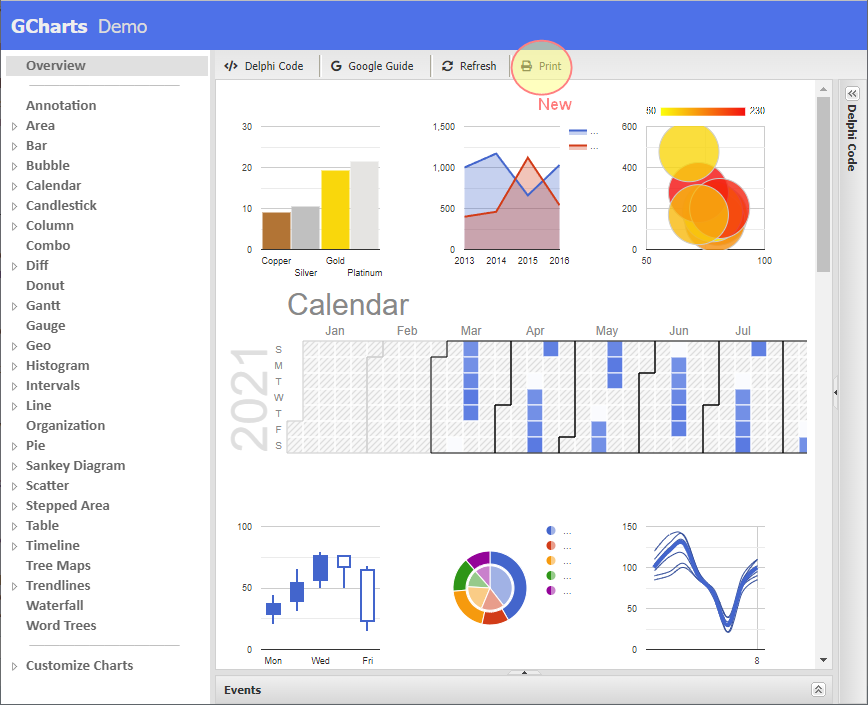 GCharts Demo
Overview
Delphi Code
Google Guide
Refresh
Print
New
Annotation
Area
Bar
Bubble
Calendar
Candlestick
Column
Combo
Diff
Donut
Gantt
Gauge
Geo
Histogram
Intervals
Line
Organization
Pie
Sankey Diagram
Scatter
Stepped Area
Table
Timeline
Tree Maps
Trendlines
Waterfall
Word Trees
Customize Charts
30
20
10
0
Copper
Silver
Gold
Platinum
1,500
1,000
500
0
2013 2014 2015 2016
...
...
50 230
600
400
200
0
50 100
Calendar
Jan Feb Mar Apr May Jun Jul
2021
S
M
T
W
T
F
S
100
50
0
Mon Wed Fri
...
...
...
...
...
150
100
50
0
8
Events
Delphi Code